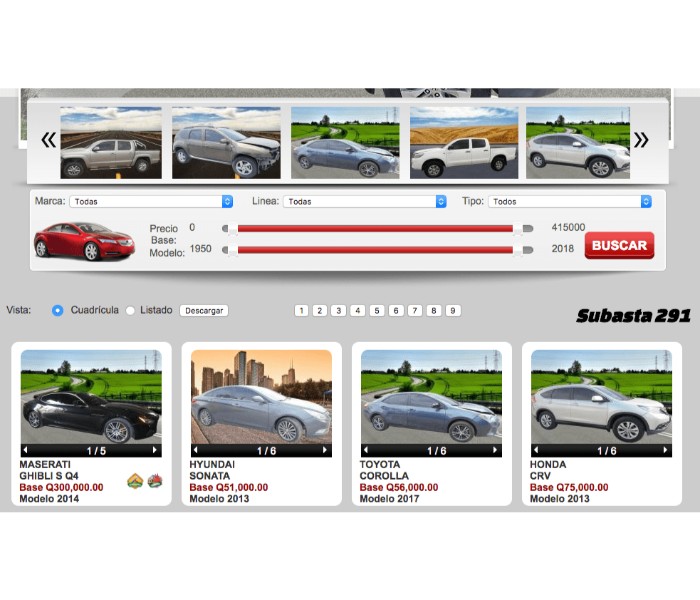 Marca: Todas Linea: Todas Tipo: Todos
Precio Base: 0 415000
Modelo: 1950 2018
BUSCAR
Vista: Cuadrícula Listado Descargar 1 2 3 4 5 6 7 8 9
Subasta 291
1 / 5
MASERATI
GHIBLI S Q4
Base Q300,000.00
Modelo 2014
1 / 6
HYUNDAI
SONATA
Base Q51,000.00
Modelo 2013
1 / 6
TOYOTA
COROLLA
Base Q56,000.00
Modelo 2017
1 / 6
HONDA
CRV
Base Q75,000.00
Modelo 2013